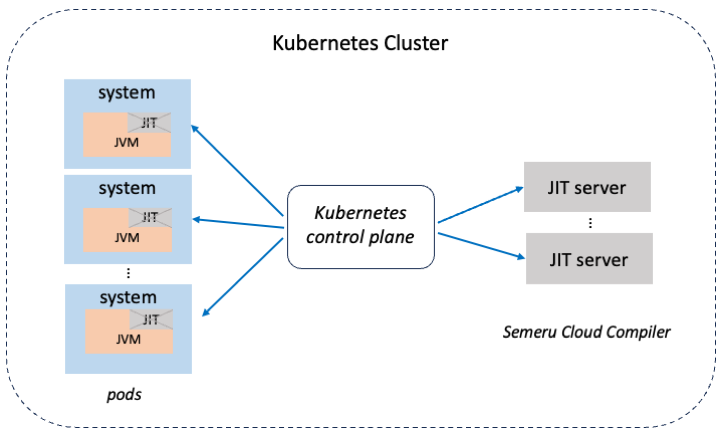 Kubernetes Cluster
system
JIT
JVM
system
JIT
JVM
...
system
JIT
JVM
pods
Kubernetes
control plane
JIT server
...
JIT server
Semeru Cloud Compiler